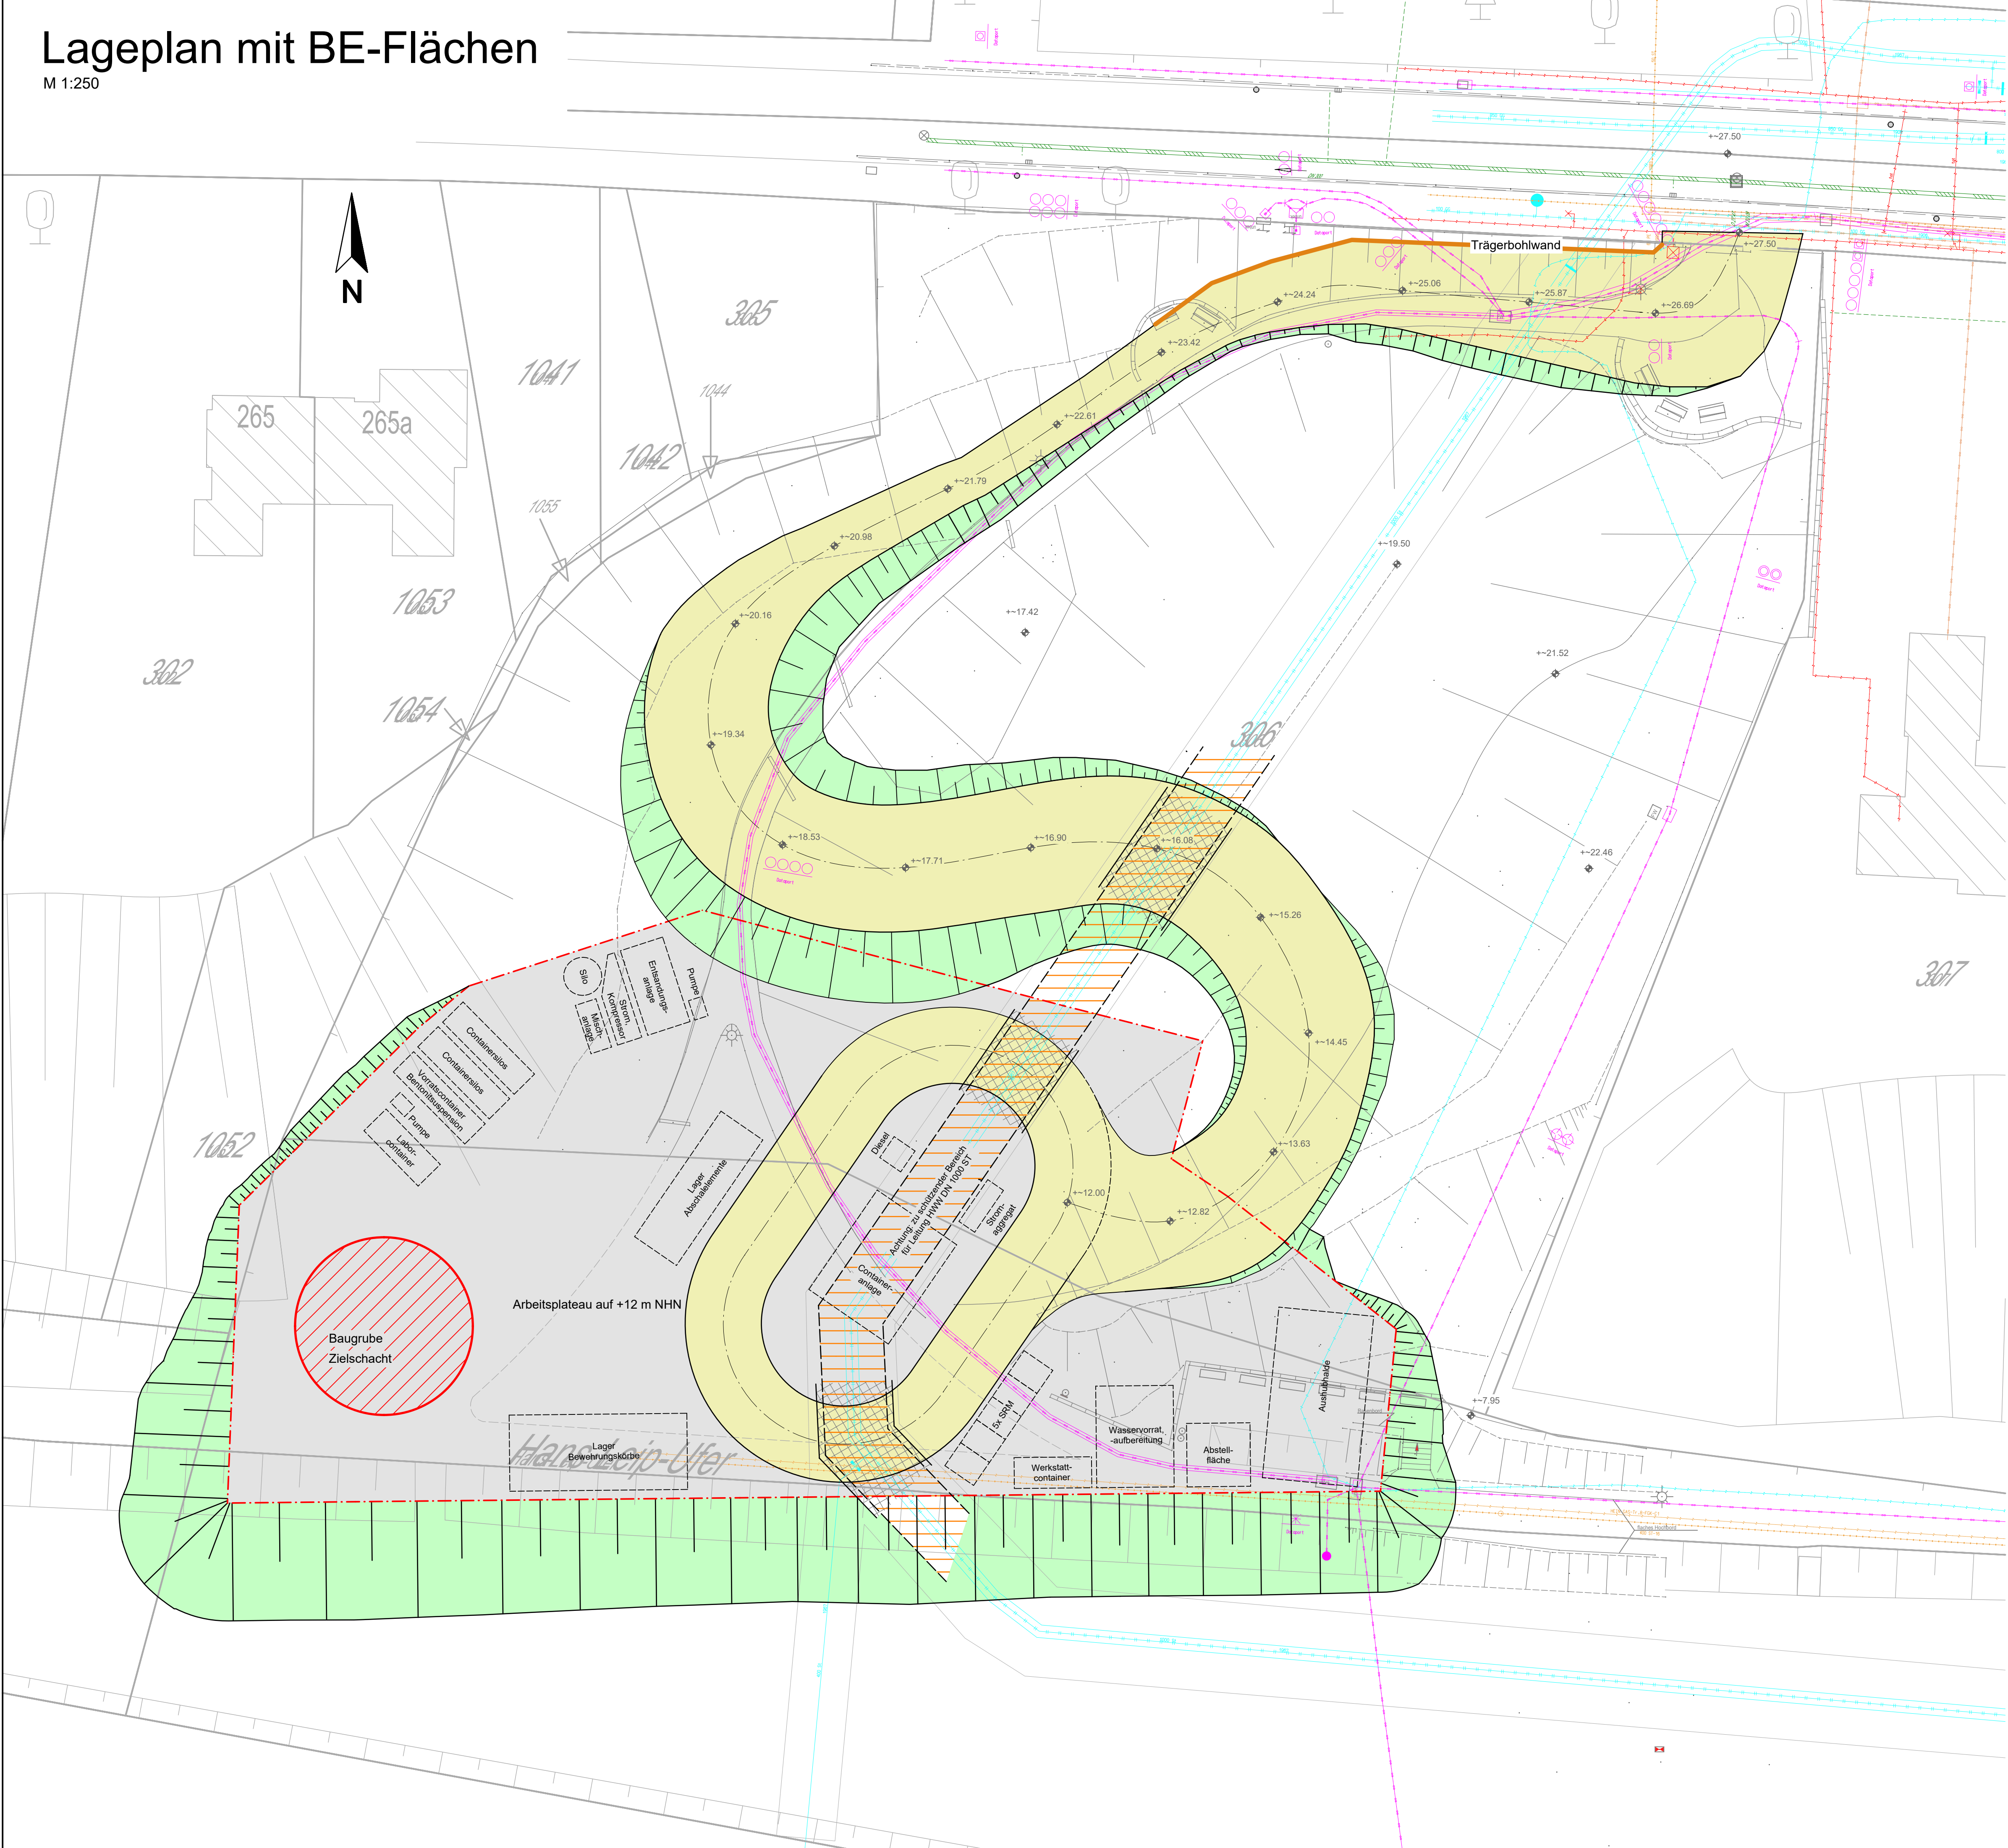 Lageplan mit BE-Flächen
M 1:250
N
+~27.50
Trägerbohlwand
+~27.50
+~26.69
+~25.87
+~25.06
+~24.24
+~23.42
+~22.61
+~21.79
+~20.98
+~20.16
+~19.34
+~18.53
+~17.71
+~16.90
+~16.08
+~15.26
+~14.45
+~13.63
+~12.82
+~12.00
+~19.50
+~17.42
+~21.52
+~22.46
+~7.95
305
1041
1044
1042
265
265a
1055
1053
302
1054
306
307
1052
Silo
Misch-
anlage
Strom,
Kompressor
Entsandungs-
anlage
Pumpe
Containersilos
Containersilos
Vorratscontainer
Bentonitsuspension
Pumpe
Labor-
container
Lager
Abschalelemente
Diesel
Achtung: zu schützender Bereich
für Leitung HWW DN 1000 ST
Strom-
aggregat
Container-
anlage
Arbeitsplateau auf +12 m NHN
Baugrube
Zielschacht
Lager
Bewehrungskörbe
Hans-Leip-Ufer
5x SRM
Werkstatt-
container
Wasservorrat,
-aufbereitung
Abstell-
fläche
Aushubhalde
flaches Hochbord